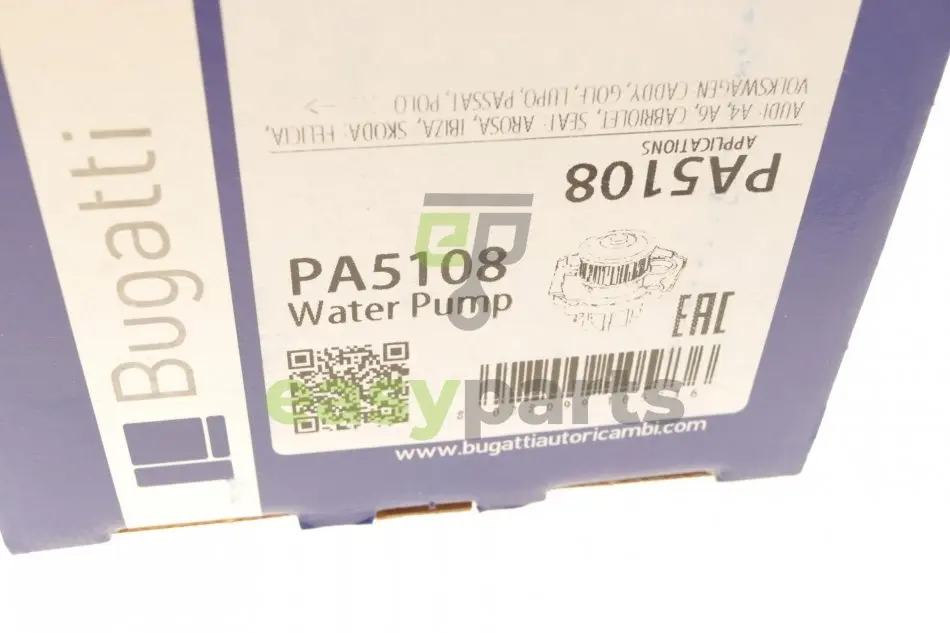 Bugatti
PA5108
APPLICATIONS
AUDI: A4, A6, CABRIOLET, SEAT: AROSA, IBIZA, SKODA: FELICIA,
VOLKSWAGEN: CADDY, GOLF, LUPO, PASSAT, POLO
PA5108
Water Pump
EAC
easyparts
www.bugattiautoricambi.com